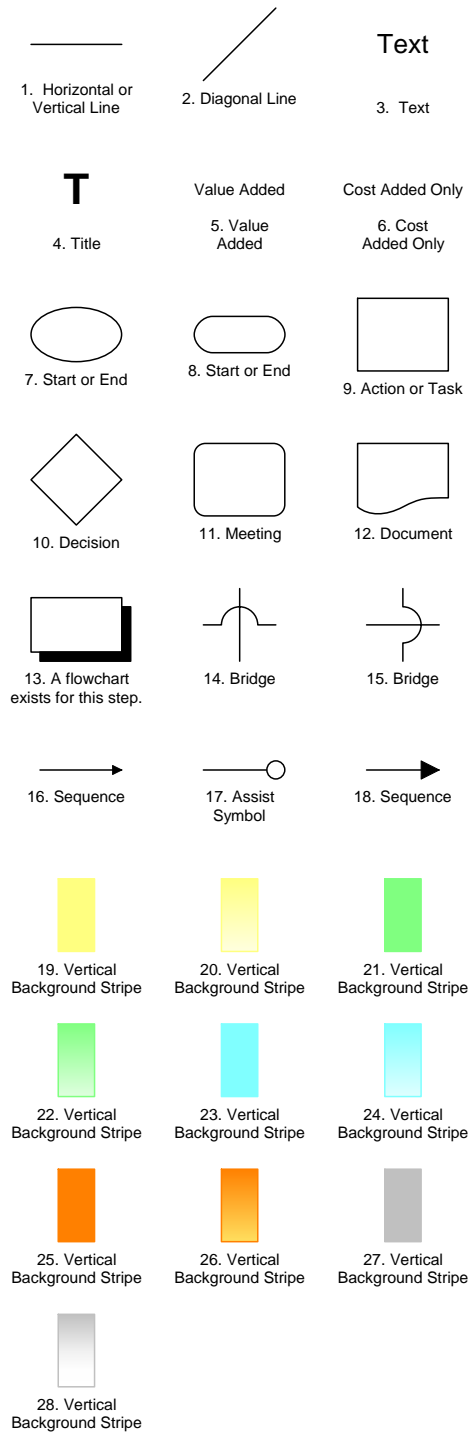 Text
1. Horizontal or
Vertical Line
2. Diagonal Line
3. Text
T
Value Added
Cost Added Only
4. Title
5. Value
Added
6. Cost
Added Only
7. Start or End
8. Start or End
9. Action or Task
10. Decision
11. Meeting
12. Document
13. A flowchart
exists for this step.
14. Bridge
15. Bridge
16. Sequence
17. Assist
Symbol
18. Sequence
19. Vertical
Background Stripe
20. Vertical
Background Stripe
21. Vertical
Background Stripe
22. Vertical
Background Stripe
23. Vertical
Background Stripe
24. Vertical
Background Stripe
25. Vertical
Background Stripe
26. Vertical
Background Stripe
27. Vertical
Background Stripe
28. Vertical
Background Stripe